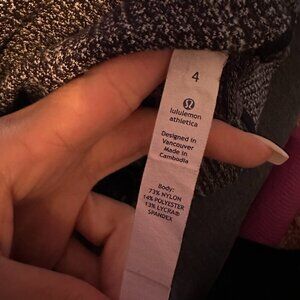 4
lululemon
athletica
Designed in
Vancouver
Made in
Cambodia
Body:
73% NYLON
14% POLYESTER
13% LYCRA®
SPANDEX